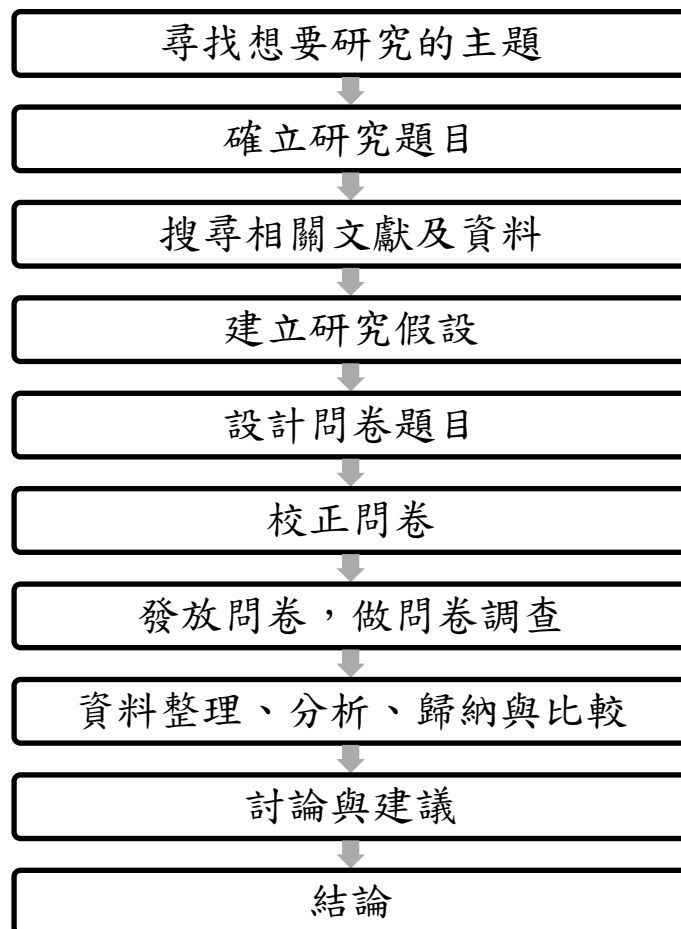 尋找想要研究的主題
確立研究題目
搜尋相關文獻及資料
建立研究假設
設計問卷題目
校正問卷
發放問卷，做問卷調查
資料整理、分析、歸納與比較
討論與建議
結論